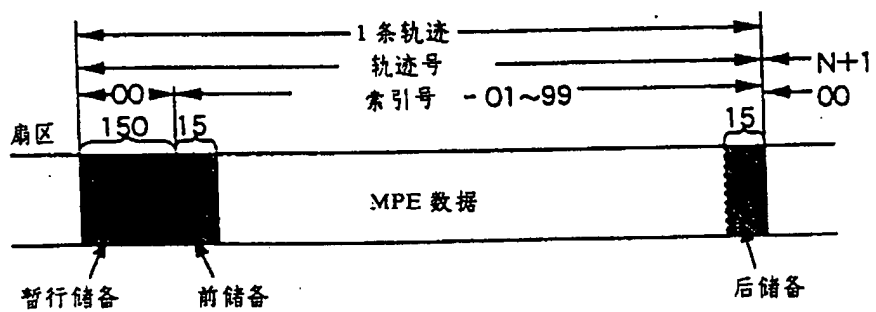 1 条轨迹
轨迹号 N+1
00 索引号 -01~99 00
扇区 150 15 15
MPE 数据
暂行储备 前储备 后储备